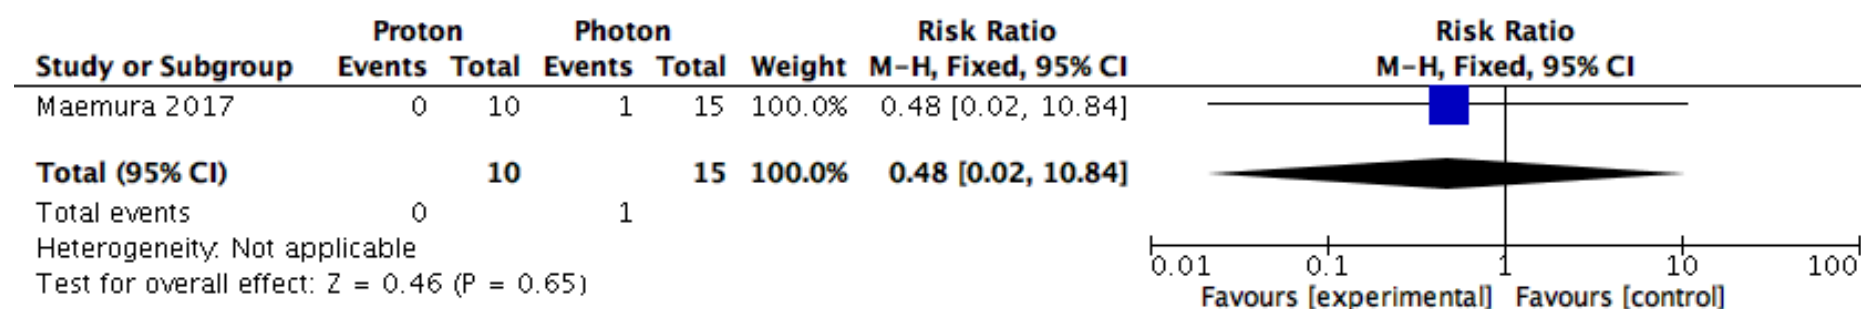 Proton Photon Risk Ratio Risk Ratio
Study or Subgroup Events Total Events Total Weight M-H, Fixed, 95% CI M-H, Fixed, 95% CI
Maemura 2017 0 10 1 15 100.0% 0.48 [0.02, 10.84]
Total (95% CI) 10 15 100.0% 0.48 [0.02, 10.84]
Total events 0 1
Heterogeneity: Not applicable
Test for overall effect: Z = 0.46 (P = 0.65)
0.01 0.1 1 10 100
Favours [experimental] Favours [control]